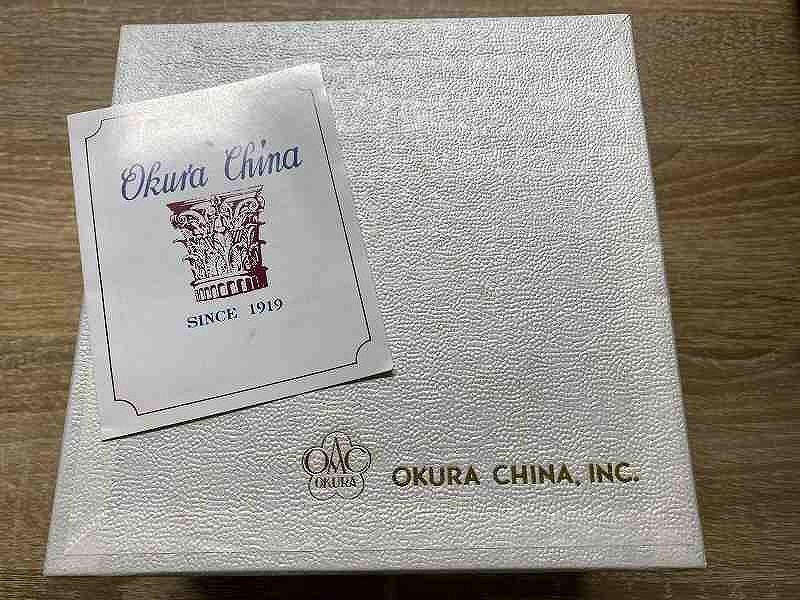 Okura China
SINCE 1919
OAC
OKURA
OKURA CHINA, INC.